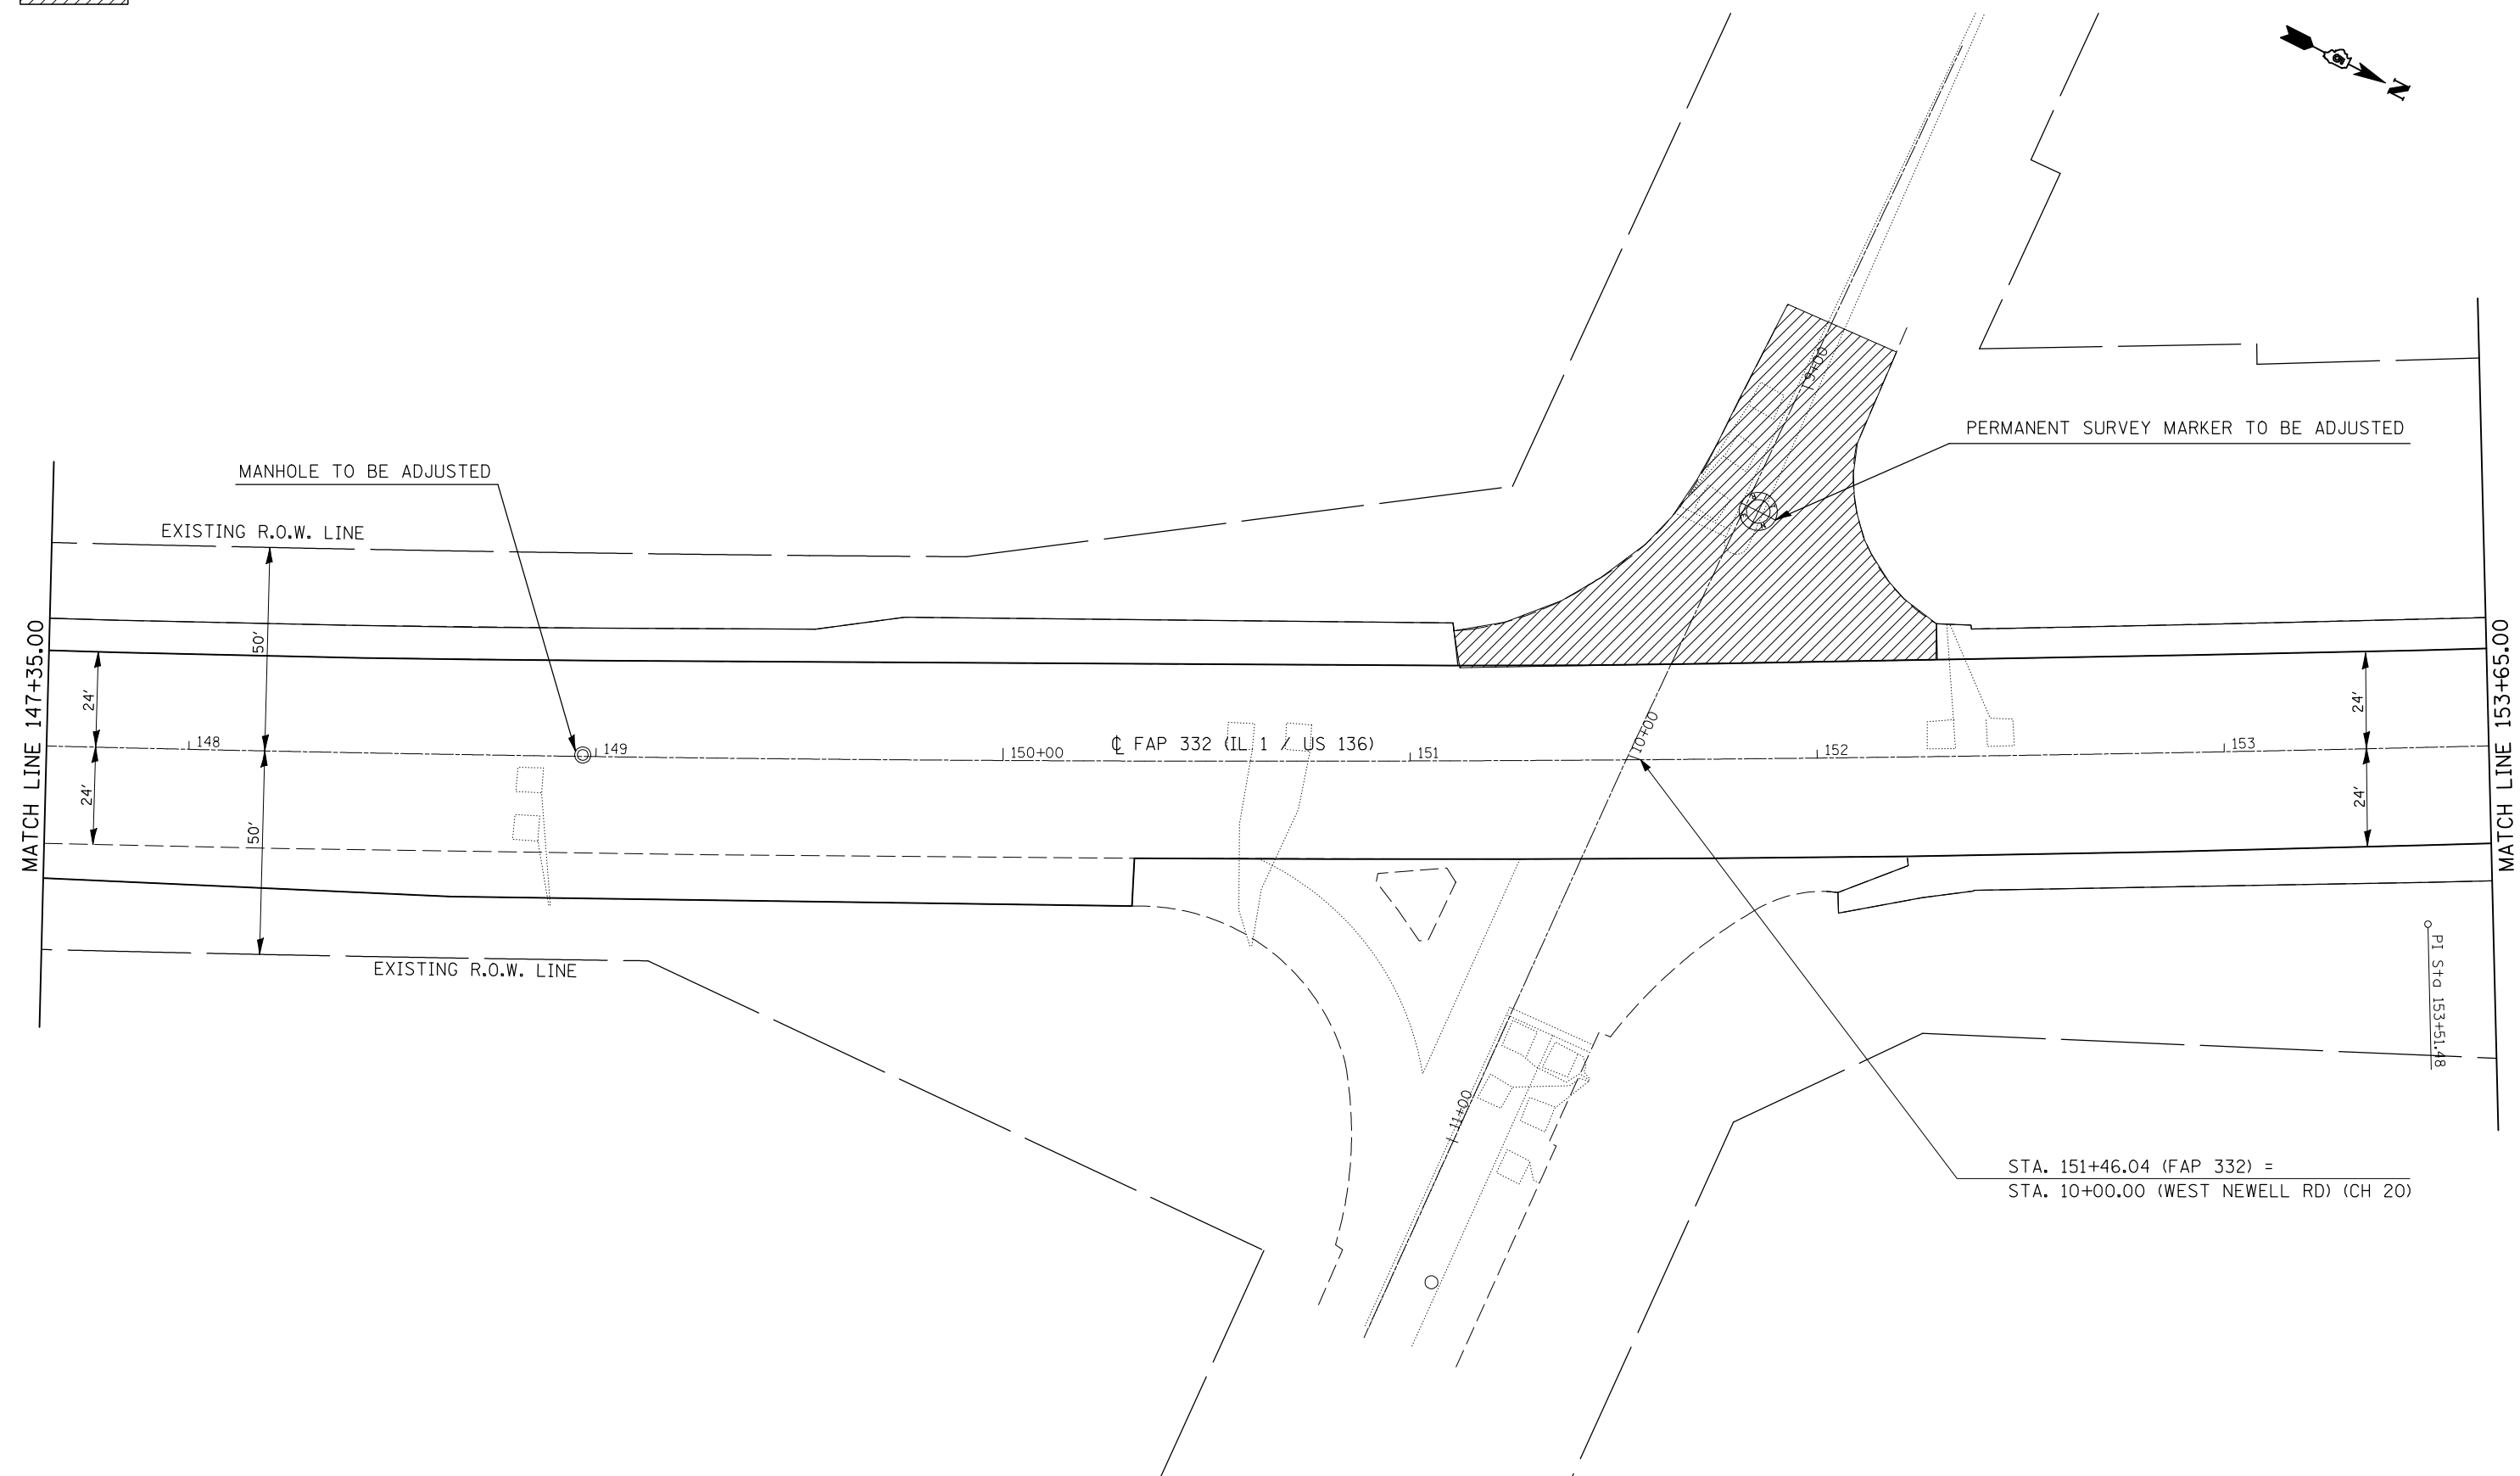 N
PERMANENT SURVEY MARKER TO BE ADJUSTED
9+00
MANHOLE TO BE ADJUSTED
EXISTING R.O.W. LINE
MATCH LINE 147+35.00
50'
50'
24'
24'
148
149
150+00
℄ FAP 332 (IL 1 / US 136)
151
10+00
152
153
24'
24'
MATCH LINE 153+65.00
EXISTING R.O.W. LINE
PI Sta 153+51.48
11+00
STA. 151+46.04 (FAP 332) =
STA. 10+00.00 (WEST NEWELL RD) (CH 20)